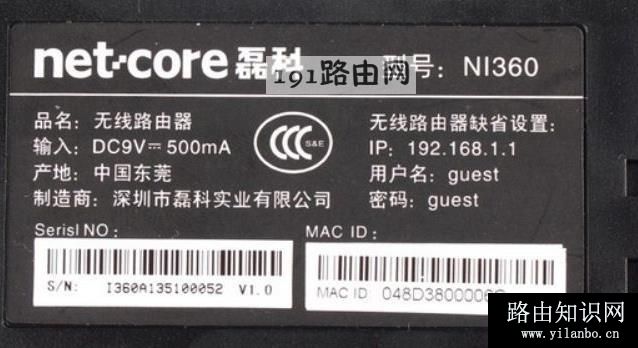 net-core 磊科
191路由网
型号: NI360
品名: 无线路由器
输入: DC9V 500mA
产地: 中国东莞
制造商: 深圳市磊科实业有限公司
CCC S&E
无线路由器缺省设置:
IP: 192.168.1.1
用户名: guest
密码: guest
Serisl NO:
S/N: I360A135100052 V1.0
MAC ID:
MAC ID:
路由知识网
www.yilanbo.cn